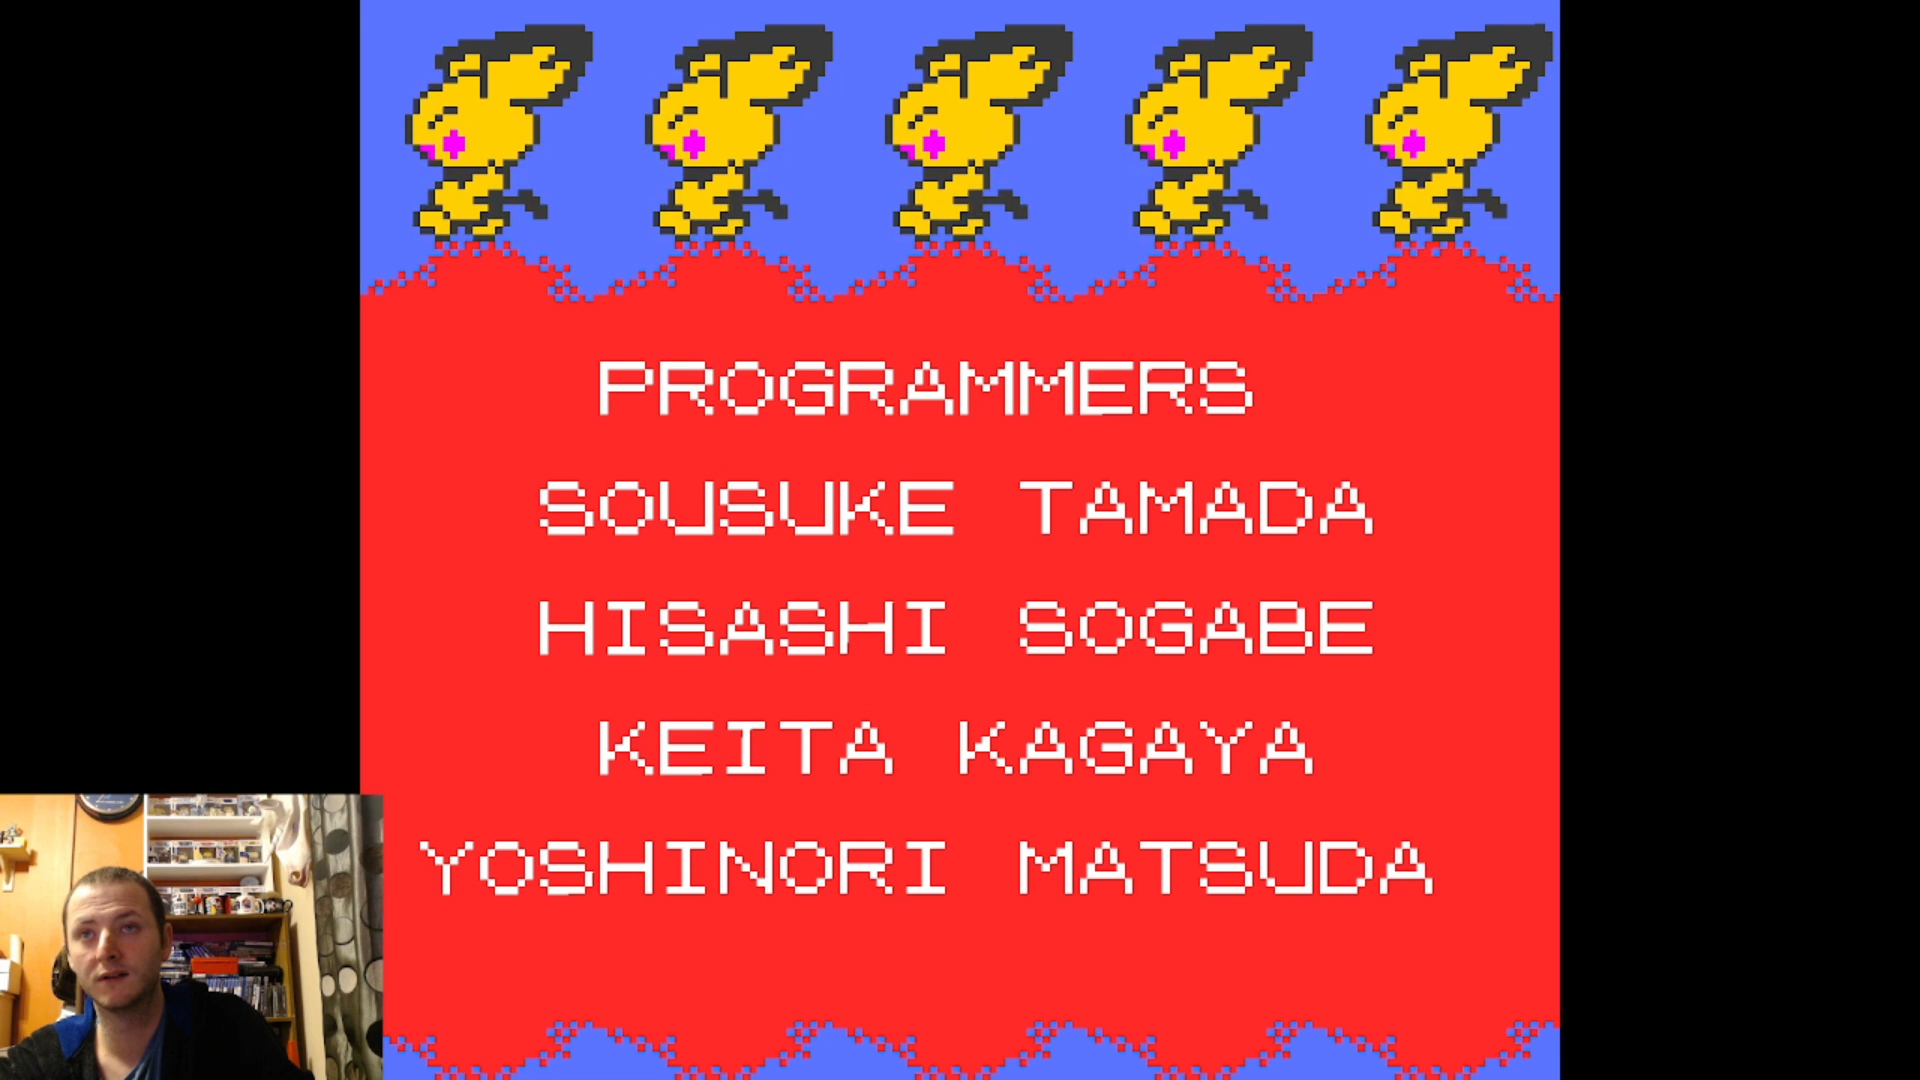 PROGRAMMERS
SOUSUKE TAMADA
HISASHI SOGABE
KEITA KAGAYA
YOSHINORI MATSUDA